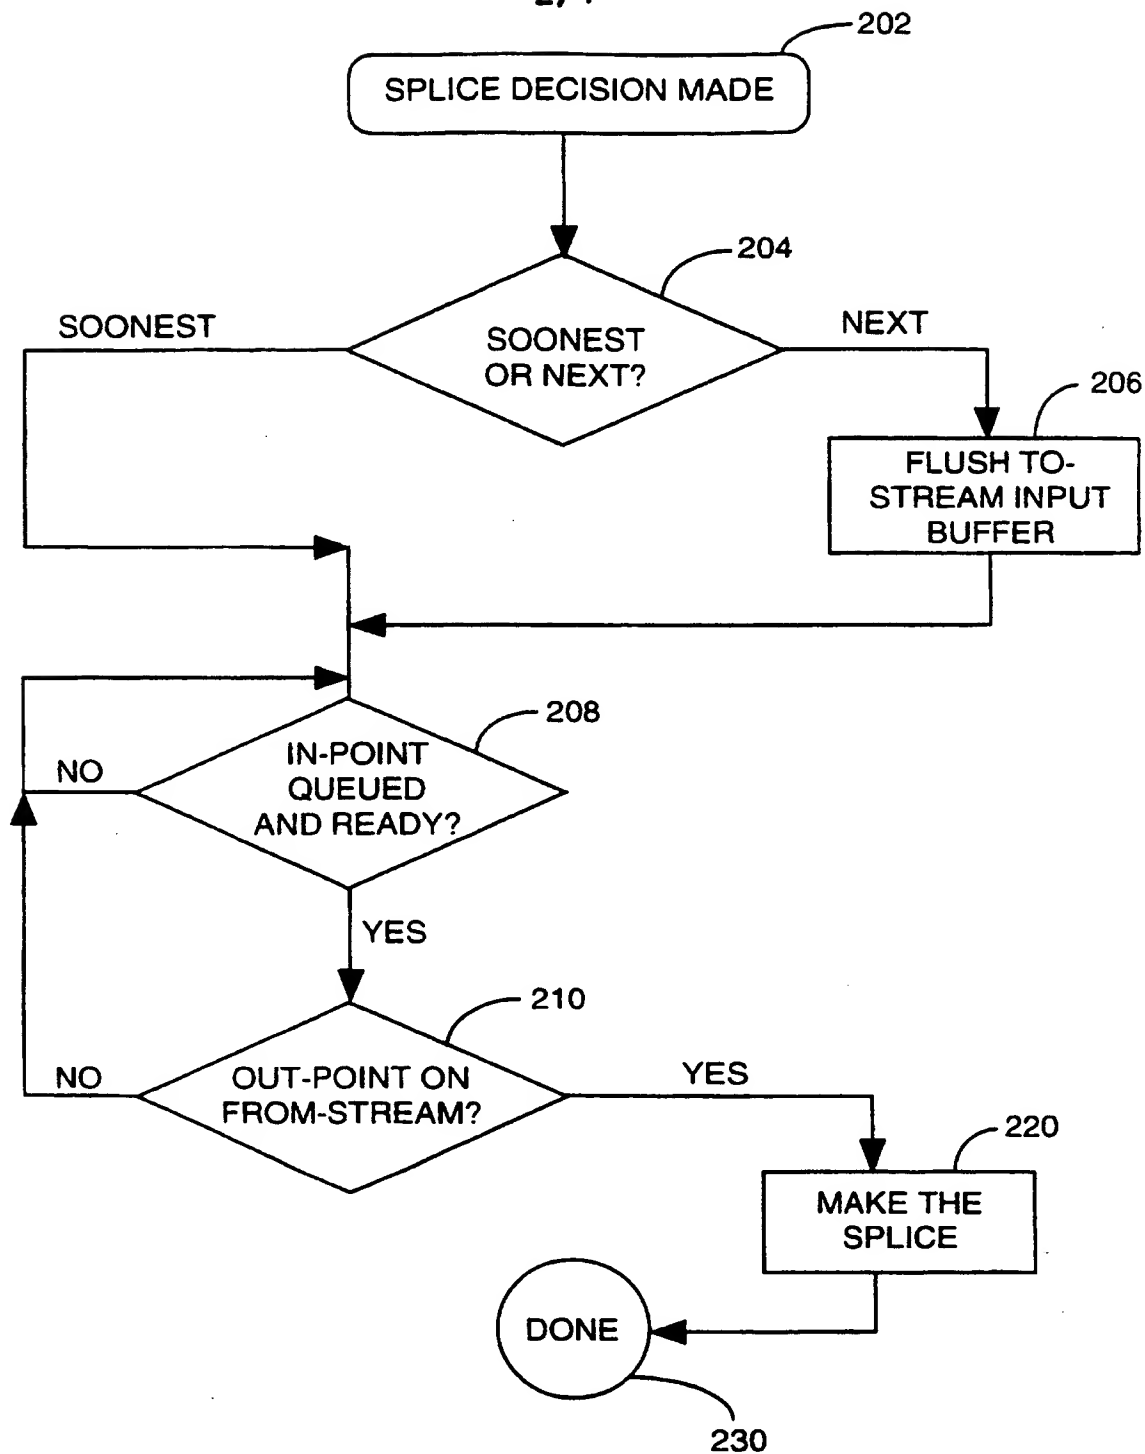 202
SPLICE DECISION MADE
204
SOONEST
NEXT
SOONEST
OR NEXT?
206
FLUSH TO-
STREAM INPUT
BUFFER
208
IN-POINT
QUEUED
AND READY?
NO
YES
210
OUT-POINT ON
FROM-STREAM?
NO
YES
220
MAKE THE
SPLICE
DONE
230